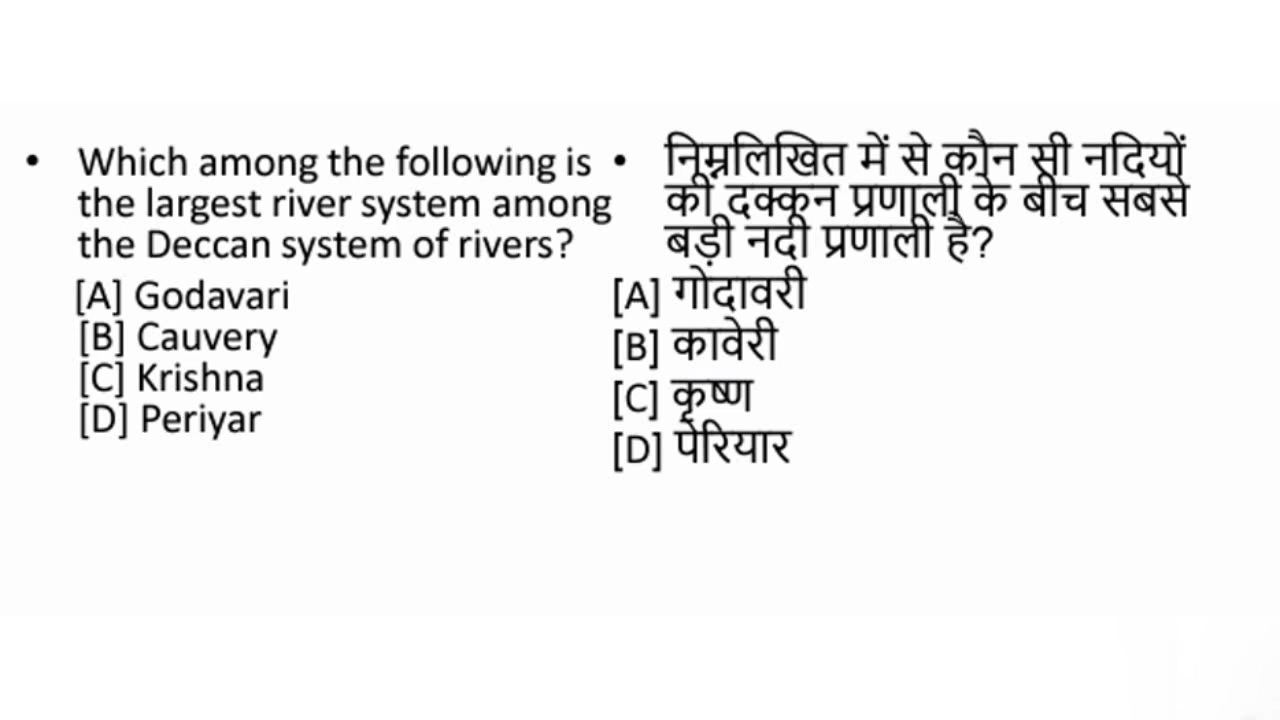 • Which among the following is
the largest river system among
the Deccan system of rivers?
[A] Godavari
[B] Cauvery
[C] Krishna
[D] Periyar
• निम्नलिखित में से कौन सी नदियों
की दक्कन प्रणाली के बीच सबसे
बड़ी नदी प्रणाली है?
[A] गोदावरी
[B] कावेरी
[C] कृष्ण
[D] पेरियार